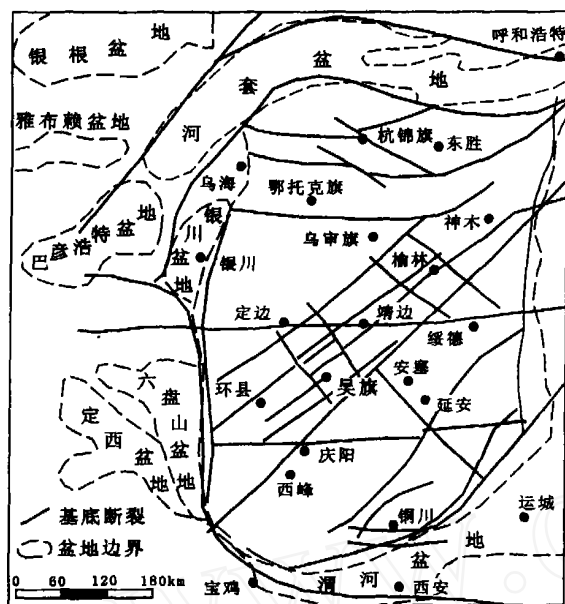 银根盆地
呼和浩特
河套盆地
雅布赖盆地
杭锦旗
东胜
乌海
鄂托克旗
神木
巴彦浩特盆地
银川盆地
乌审旗
榆林
银川
定边
靖边
绥德
安塞
六盘山盆地
环县
吴旗
延安
定西盆地
庆阳
西峰
基底断裂
铜川
运城
盆地边界
渭河盆地
0 60 120 180km
宝鸡
西安